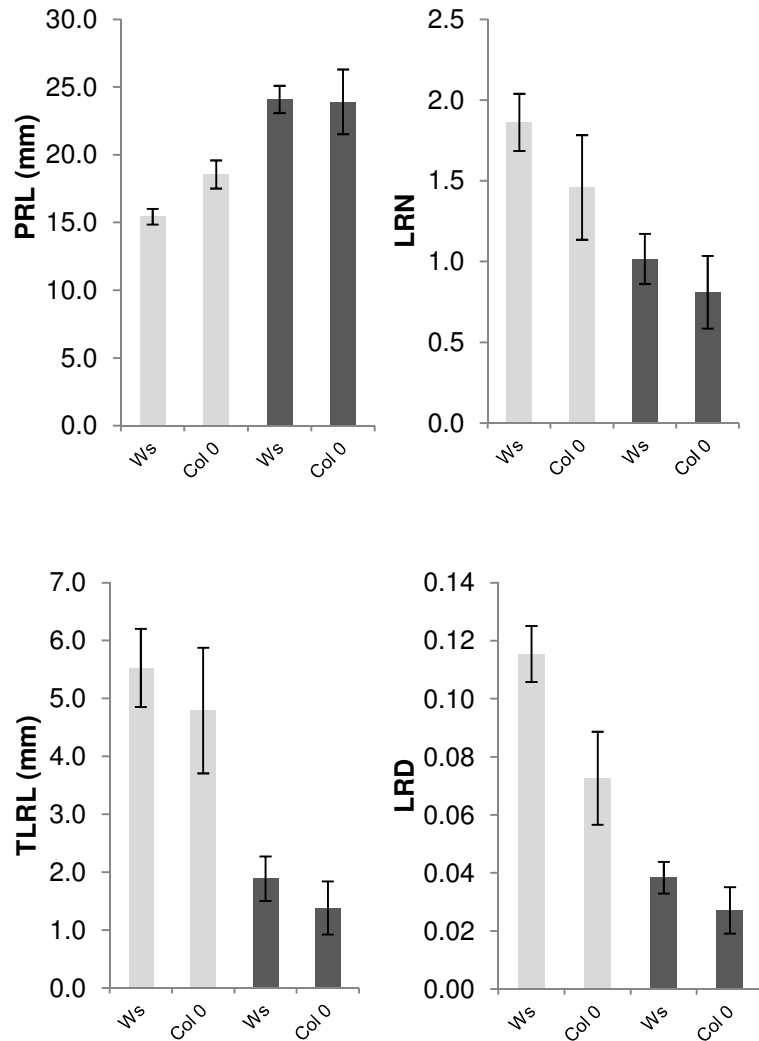 PRL (mm)
30.0
25.0
20.0
15.0
10.0
5.0
0.0
Ws
Col 0
Ws
Col 0
LRN
2.5
2.0
1.5
1.0
0.5
0.0
Ws
Col 0
Ws
Col 0
TLRL (mm)
7.0
6.0
5.0
4.0
3.0
2.0
1.0
0.0
Ws
Col 0
Ws
Col 0
LRD
0.14
0.12
0.10
0.08
0.06
0.04
0.02
0.00
Ws
Col 0
Ws
Col 0